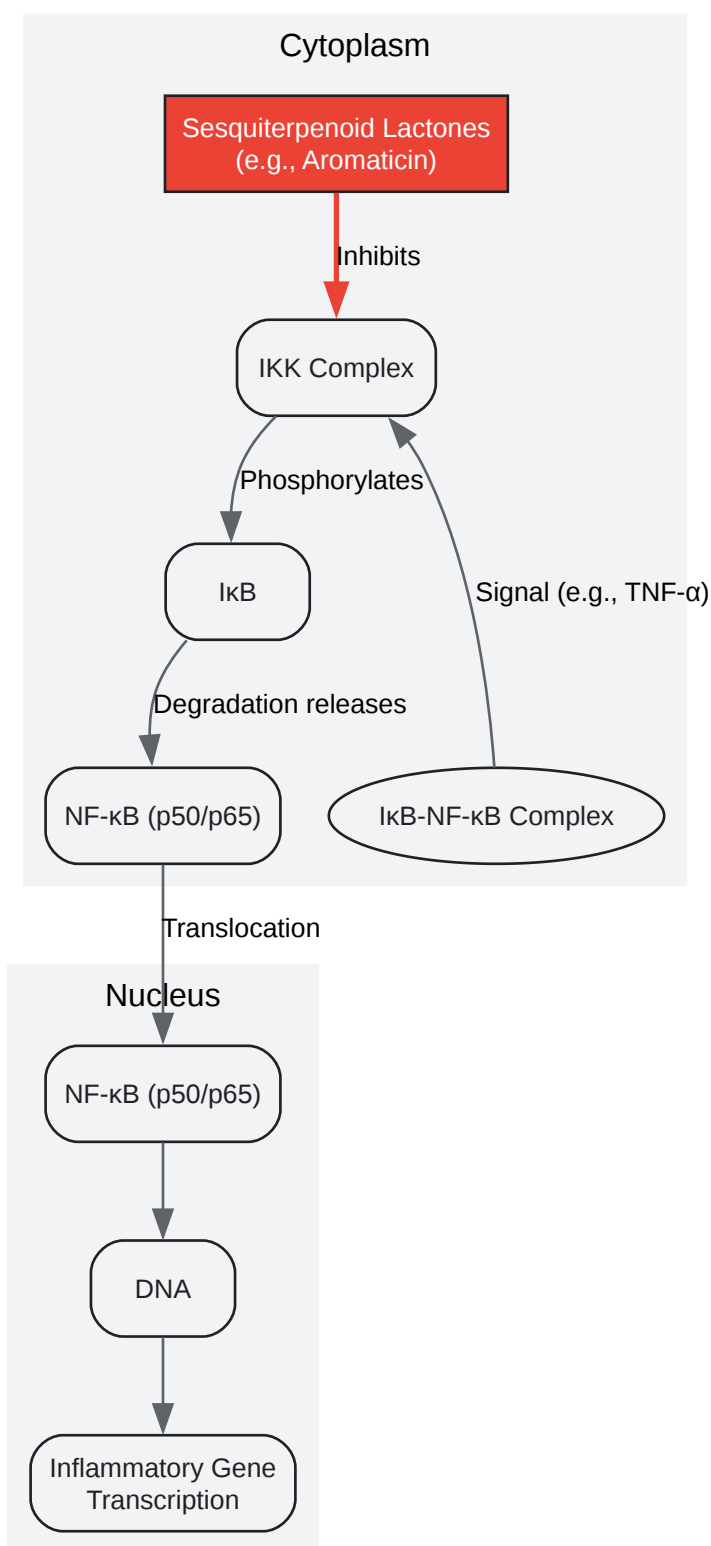 Cytoplasm
Sesquiterpenoid Lactones
(e.g., Aromaticin)
Inhibits
IKK Complex
Phosphorylates
IκB
Signal (e.g., TNF-α)
Degradation releases
NF-κB (p50/p65)
IκB-NF-κB Complex
Translocation
Nucleus
NF-κB (p50/p65)
DNA
Inflammatory Gene
Transcription